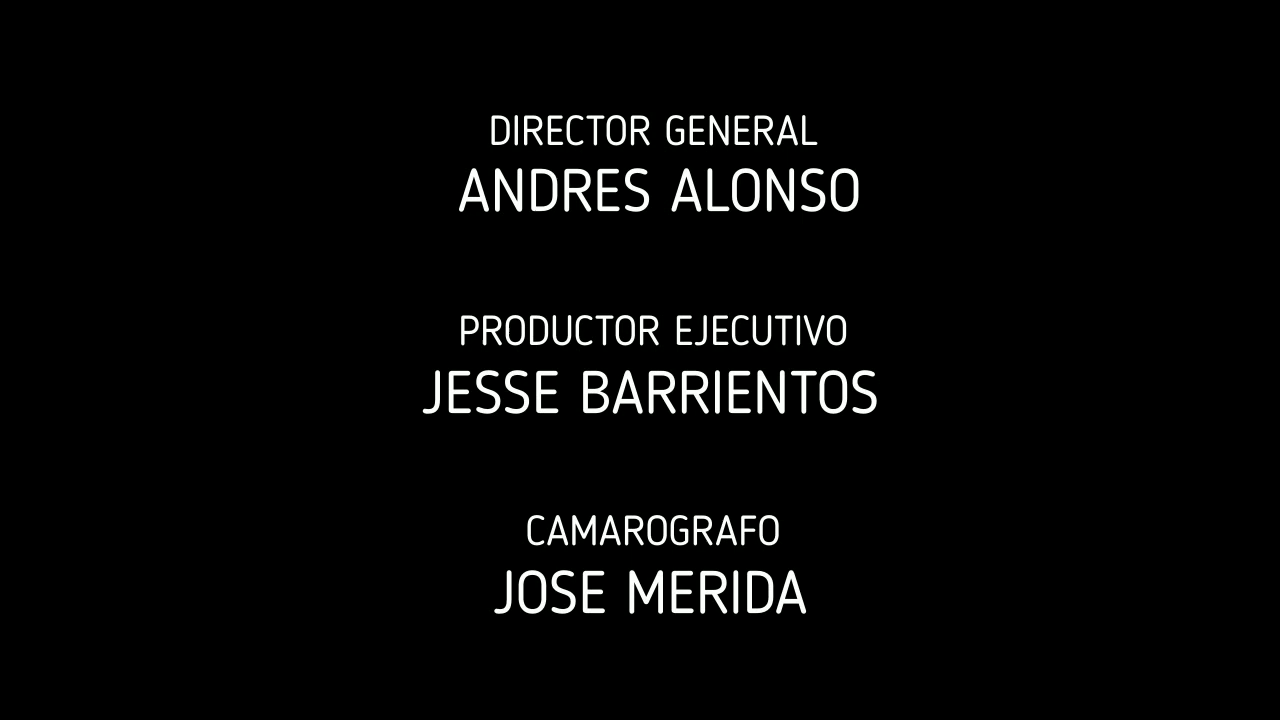 DIRECTOR GENERAL
ANDRES ALONSO
PRODUCTOR EJECUTIVO
JESSE BARRIENTOS
CAMAROGRAFO
JOSE MERIDA